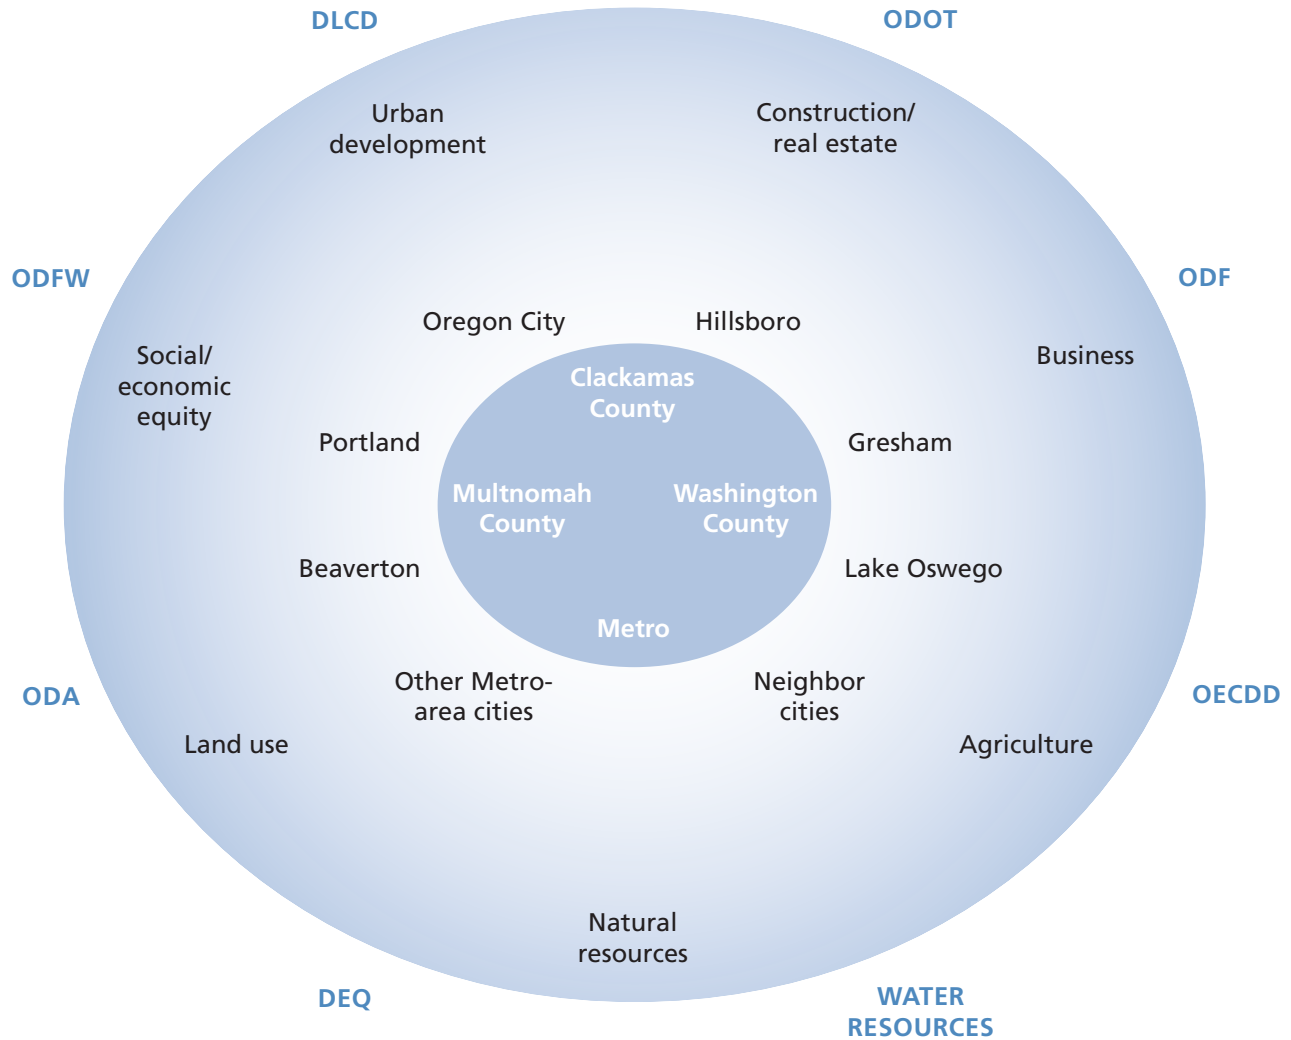 DLCD
ODOT
Urban
development
Construction/
real estate
ODFW
ODF
Oregon City
Hillsboro
Social/
economic
equity
Business
Clackamas
County
Portland
Gresham
Multnomah
County
Washington
County
Beaverton
Lake Oswego
Metro
Other Metro-
area cities
Neighbor
cities
ODA
OECDD
Land use
Agriculture
Natural
resources
DEQ
WATER
RESOURCES